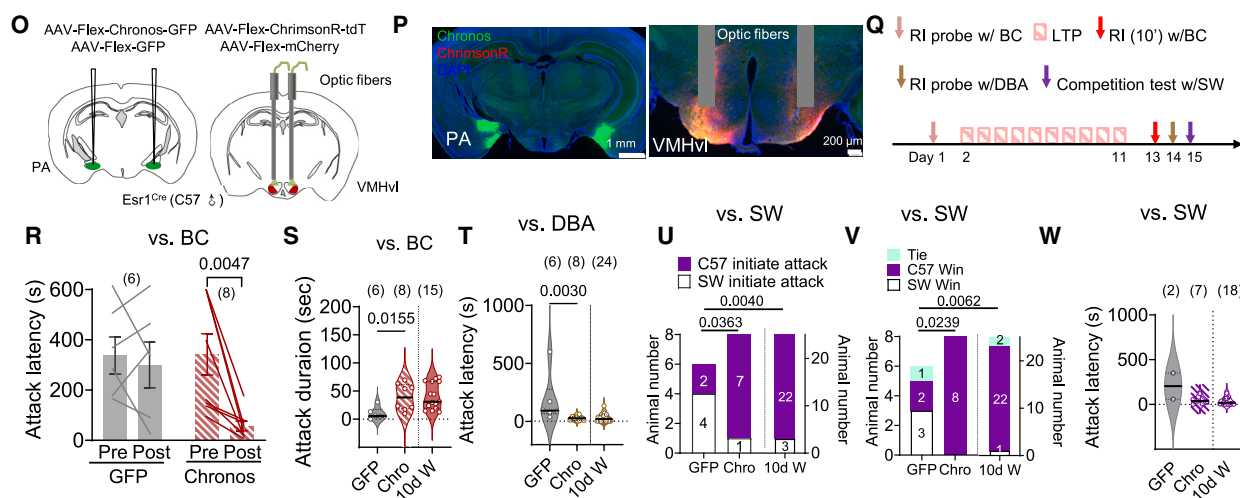 O
AAV-Flex-Chronos-GFP
AAV-Flex-GFP
AAV-Flex-ChrimsonR-tdT
AAV-Flex-mCherry
Optic fibers
PA
VMHvl
Esr1Cre (C57 ♂)
P
Chronos
ChrimsonR
DAPI
PA
1 mm
Optic fibers
VMHvl
200 μm
Q
RI probe w/ BC
LTP
RI (10') w/BC
RI probe w/DBA
Competition test w/SW
Day 1
2
11
13
14
15
R
vs. BC
0.0047
(6)
(8)
Attack latency (s)
600
400
200
0
Pre Post
Pre Post
GFP
Chronos
S
vs. BC
(6) (8) (15)
0.0155
Attack duraion (sec)
200
150
100
50
0
GFP
Chro
10d W
T
vs. DBA
(6) (8) (24)
0.0030
Attack latency (s)
1000
500
0
GFP
Chro
10d W
U
vs. SW
C57 initiate attack
SW initiate attack
0.0040
0.0363
Animal number
8
6
4
2
0
2
4
7
1
22
3
20
10
0
Animal number
GFP
Chro
10d W
V
vs. SW
Tie
C57 Win
SW Win
0.0062
0.0239
Animal number
8
6
4
2
0
1
2
3
8
2
22
1
20
10
0
Animal number
GFP
Chro
10d W
W
vs. SW
(2) (7) (18)
Attack latency (s)
1000
500
0
-500
-1000
GFP
Chro
10d W